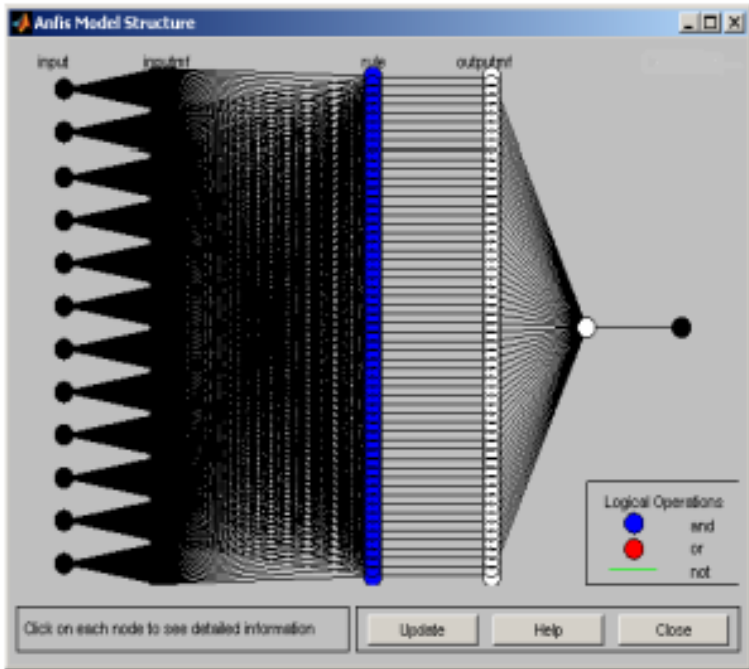 Anfis Model Structure
input inputmf rule outputmf
Logical Operations
and
or
not
Click on each node to see detailed information
Update Help Close